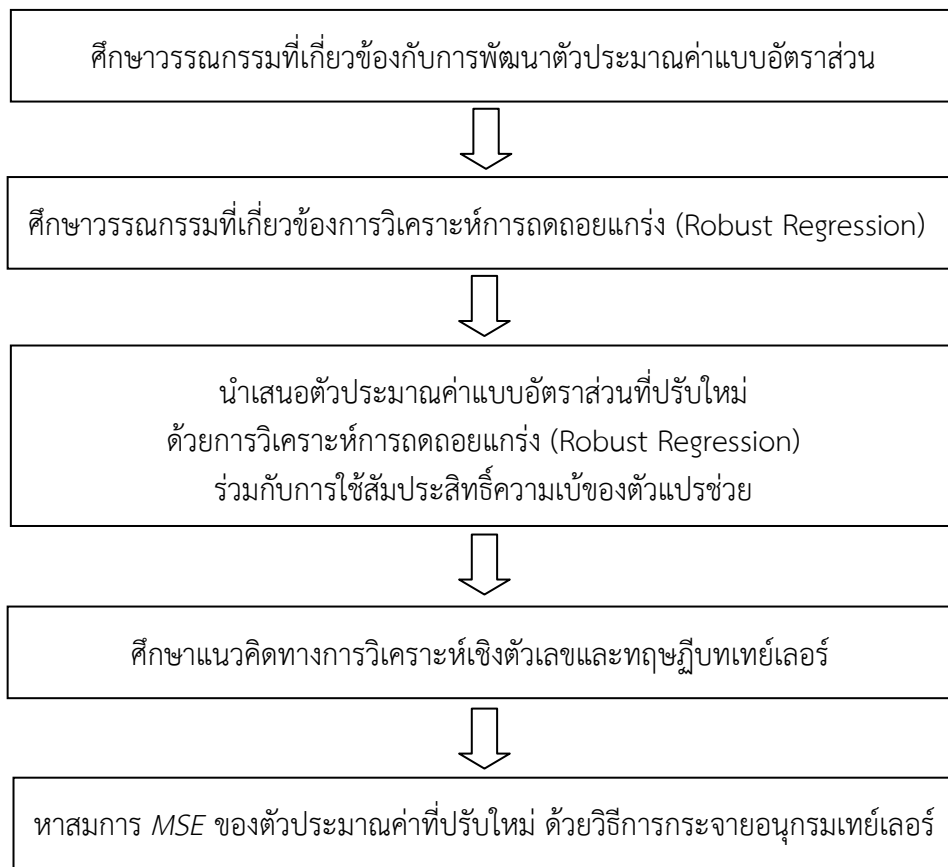 ศึกษาวรรณกรรมที่เกี่ยวข้องกับการพัฒนาตัวประมาณค่าแบบอัตราส่วน
ศึกษาวรรณกรรมที่เกี่ยวข้องการวิเคราะห์การถดถอยแกร่ง (Robust Regression)
นำเสนอตัวประมาณค่าแบบอัตราส่วนที่ปรับใหม่
ด้วยการวิเคราะห์การถดถอยแกร่ง (Robust Regression)
ร่วมกับการใช้สัมประสิทธิ์ความเบ้ของตัวแปรช่วย
ศึกษาแนวคิดทางการวิเคราะห์เชิงตัวเลขและทฤษฎีบทเทย์เลอร์
หาสมการ MSE ของตัวประมาณค่าที่ปรับใหม่ ด้วยวิธีการกระจายอนุกรมเทย์เลอร์